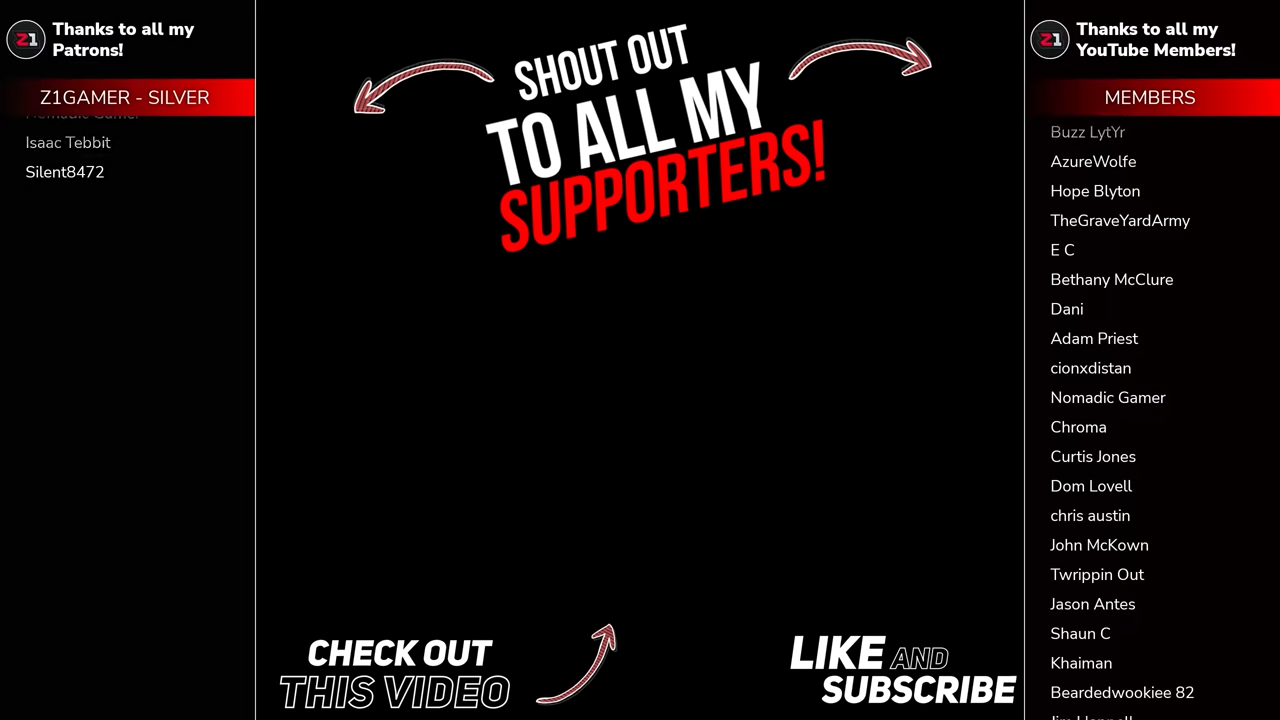 Z1
Thanks to all my
Patrons!
Z1GAMER - SILVER
Isaac Tebbit
Silent8472
SHOUT OUT
TO ALL MY
SUPPORTERS!
CHECK OUT
THIS VIDEO
LIKE AND
SUBSCRIBE
Z1
Thanks to all my
YouTube Members!
MEMBERS
Buzz LytYr
AzureWolfe
Hope Blyton
TheGraveYardArmy
E C
Bethany McClure
Dani
Adam Priest
cionxdistan
Nomadic Gamer
Chroma
Curtis Jones
Dom Lovell
chris austin
John McKown
Twrippin Out
Jason Antes
Shaun C
Khaiman
Beardedwookiee 82